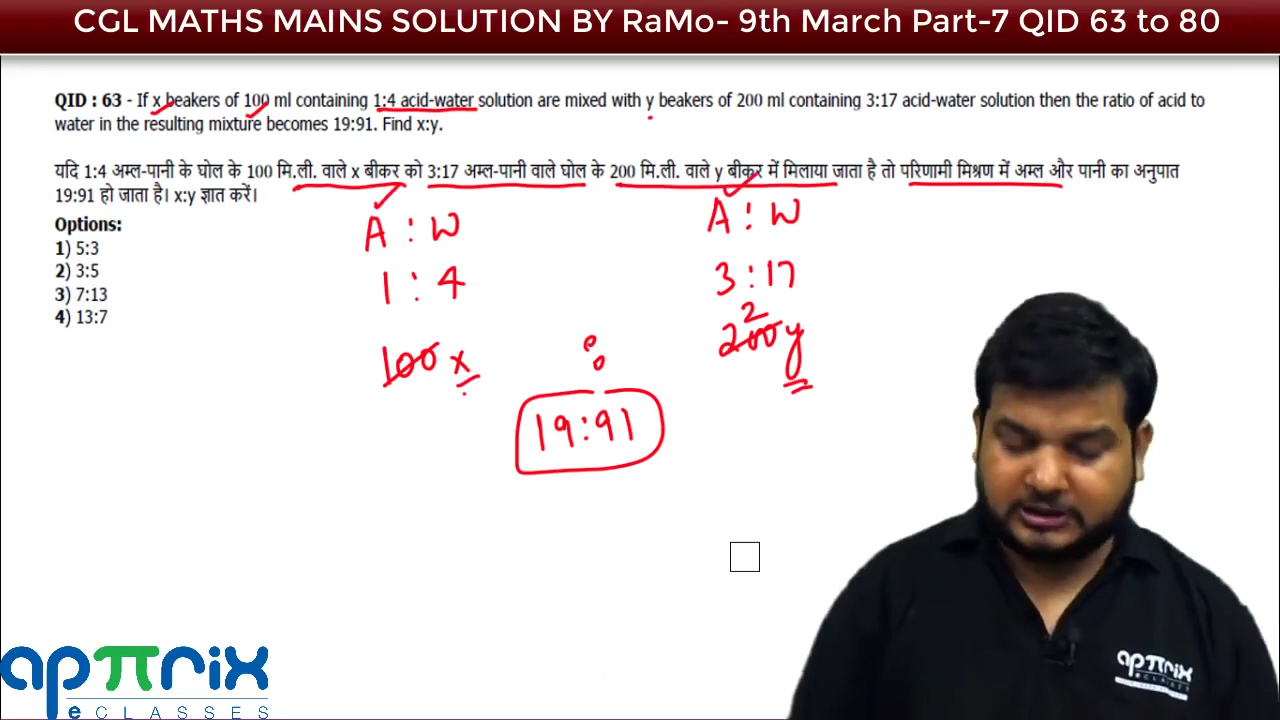 CGL MATHS MAINS SOLUTION BY RaMo- 9th March Part-7 QID 63 to 80
QID : 63 - If x beakers of 100 ml containing 1:4 acid-water solution are mixed with y beakers of 200 ml containing 3:17 acid-water solution then the ratio of acid to
water in the resulting mixture becomes 19:91. Find x:y.
यदि 1:4 अम्ल-पानी के घोल के 100 मि.ली. वाले x बीकर को 3:17 अम्ल-पानी वाले घोल के 200 मि.ली. वाले y बीकर में मिलाया जाता है तो परिणामी मिश्रण में अम्ल और पानी का अनुपात
19:91 हो जाता है। x:y ज्ञात करें।
Options:
1) 5:3
2) 3:5
3) 7:13
4) 13:7
A : W
A : W
1 : 4
3 : 17
2
100 x
200 y
19:91
apπrix
eCLASSES
apπrix
eCLASSES